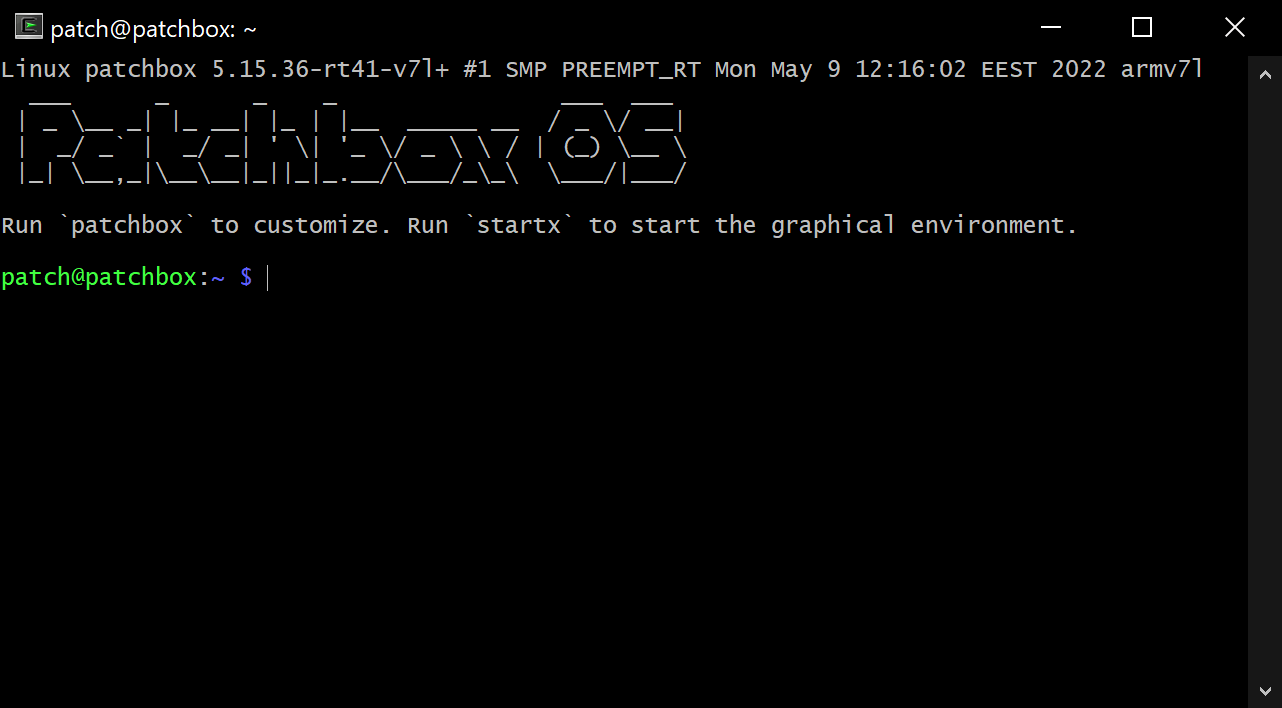 patch@patchbox: ~
Linux patchbox 5.15.36-rt41-v7l+ #1 SMP PREEMPT_RT Mon May 9 12:16:02 EEST 2022 armv7l
Patchbox OS
Run `patchbox` to customize. Run `startx` to start the graphical environment.
patch@patchbox:~ $